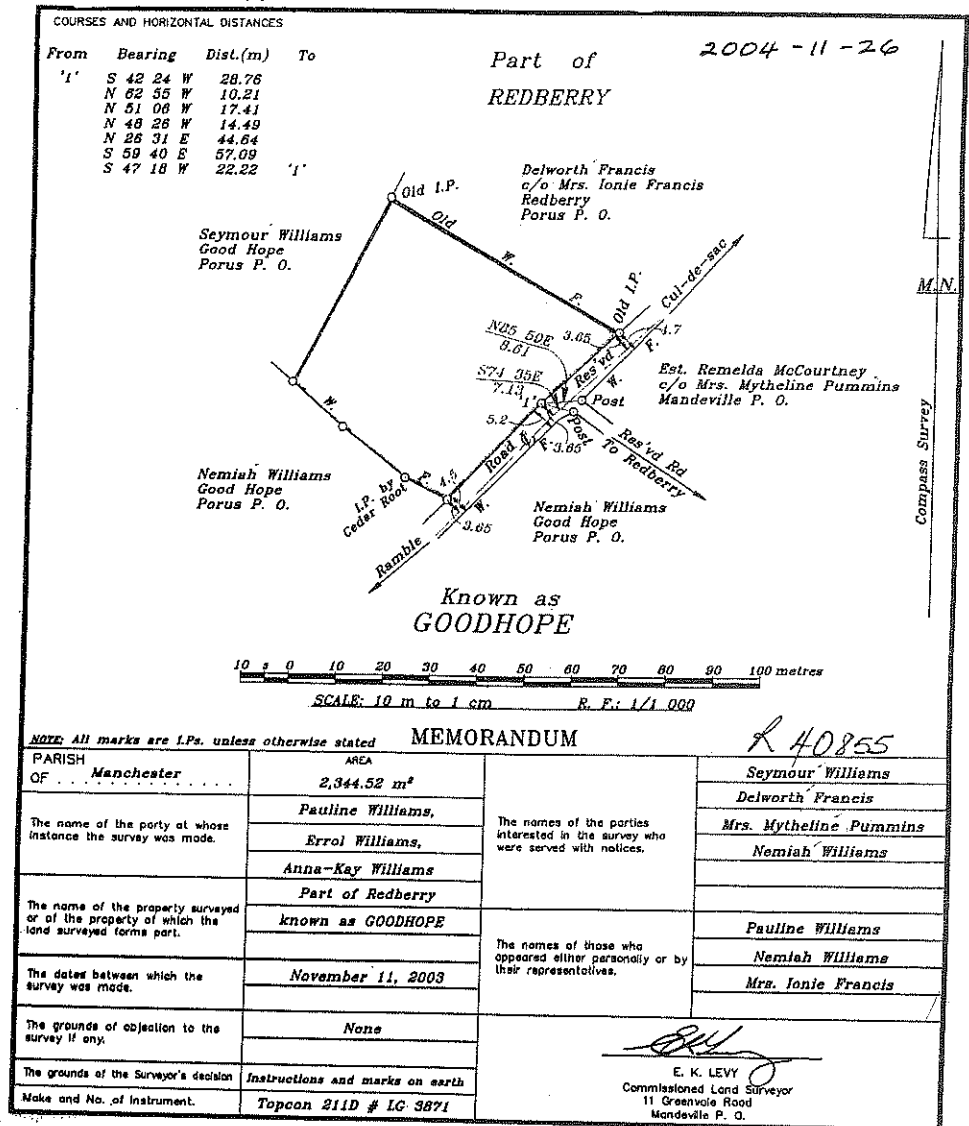 COURSES AND HORIZONTAL DISTANCES
From Bearing Dist.(m) To
'1' S 42 24 W 28.76
N 62 55 W 10.21
N 51 06 W 17.41
N 48 26 W 14.49
N 26 31 E 44.64
S 59 40 E 57.09
S 47 18 W 22.22 '1'
2004-11-26
Part of
REDBERRY
Delworth Francis
c/o Mrs. Ionie Francis
Redberry
Porus P. O.
Old I.P.
Old W. F.
Seymour Williams
Good Hope
Porus P. O.
Old I.P.
Cul-de-sac
M.N.
N85 50E
8.61
3.65
Res'vd
4.7
W. F.
S74 35E
7.13
'1'
Post
Est. Remelda McCourtney
c/o Mrs. Mytheline Pummins
Mandeville P. O.
5.2
Road
3.65
Post
F.
Res'vd Rd
To Redberry
W.
Nemiah Williams
Good Hope
Porus P. O.
I.P. by
Cedar Root
F.
4.5
W.
3.65
Ramble
Nemiah Williams
Good Hope
Porus P. O.
Compass Survey
Known as
GOODHOPE
10 5 0 10 20 30 40 50 60 70 80 90 100 metres
SCALE: 10 m to 1 cm R. F.: 1/1 000
NOTE: All marks are I.Ps. unless otherwise stated MEMORANDUM R 40855
PARISH
OF . . . Manchester . . . .
AREA
2,344.52 m²
The name of the party at whose
instance the survey was made.
Pauline Williams,
Errol Williams,
Anna-Kay Williams
The name of the property surveyed
or of the property of which the
land surveyed forms part.
Part of Redberry
known as GOODHOPE
The dates between which the
survey was made.
November 11, 2003
The grounds of objection to the
survey if any.
None
The grounds of the Surveyor's decision
Instructions and marks on earth
Make and No. of Instrument.
Topcon 211D # LG 3871
The names of the parties
interested in the survey who
were served with notices.
Seymour Williams
Delworth Francis
Mrs. Mytheline Pummins
Nemiah Williams
The names of those who
appeared either personally or by
their representatives.
Pauline Williams
Nemiah Williams
Mrs. Ionie Francis
E. K. LEVY
Commissioned Land Surveyor
11 Greenvale Road
Mandeville P. O.